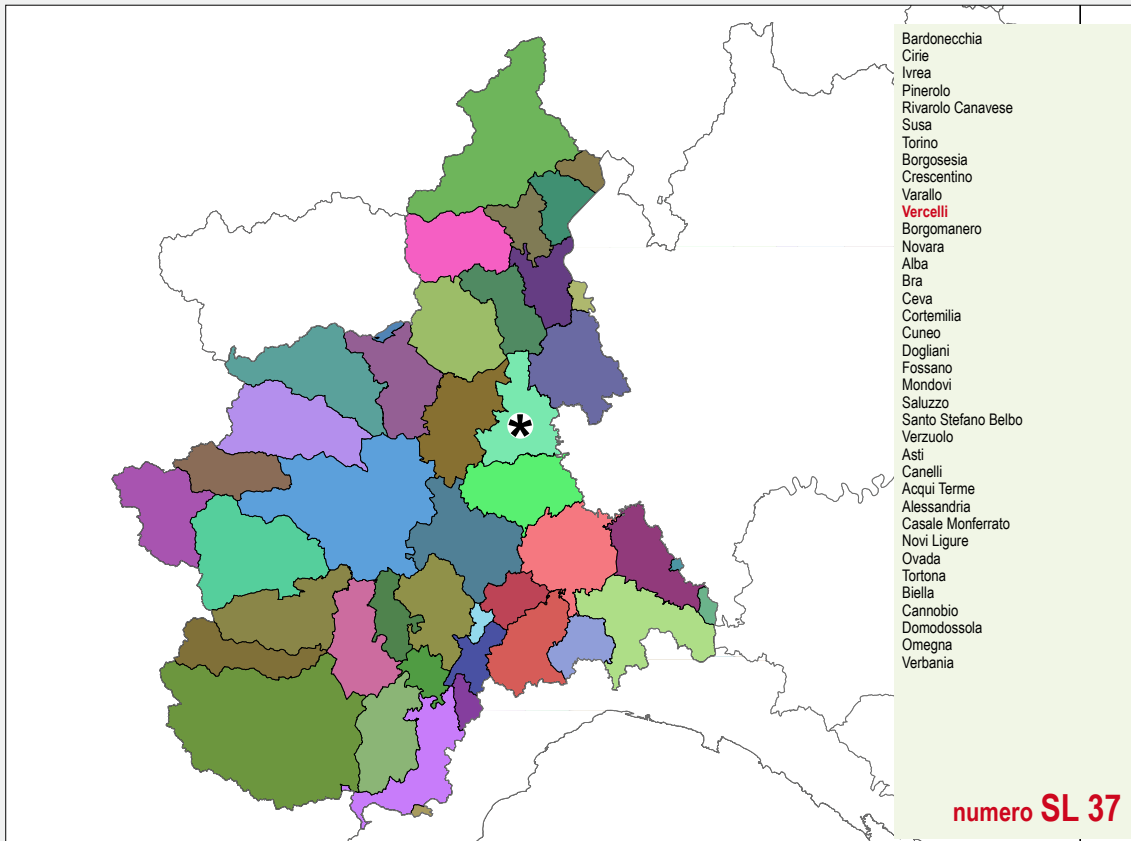 Bardonecchia
Cirie
Ivrea
Pinerolo
Rivarolo Canavese
Susa
Torino
Borgosesia
Crescentino
Varallo
Vercelli
Borgomanero
Novara
Alba
Bra
Ceva
Cortemilia
Cuneo
Dogliani
Fossano
Mondovi
Saluzzo
Santo Stefano Belbo
Verzuolo
Asti
Canelli
Acqui Terme
Alessandria
Casale Monferrato
Novi Ligure
Ovada
Tortona
Biella
Cannobio
Domodossola
Omegna
Verbania
*
numero SL 37